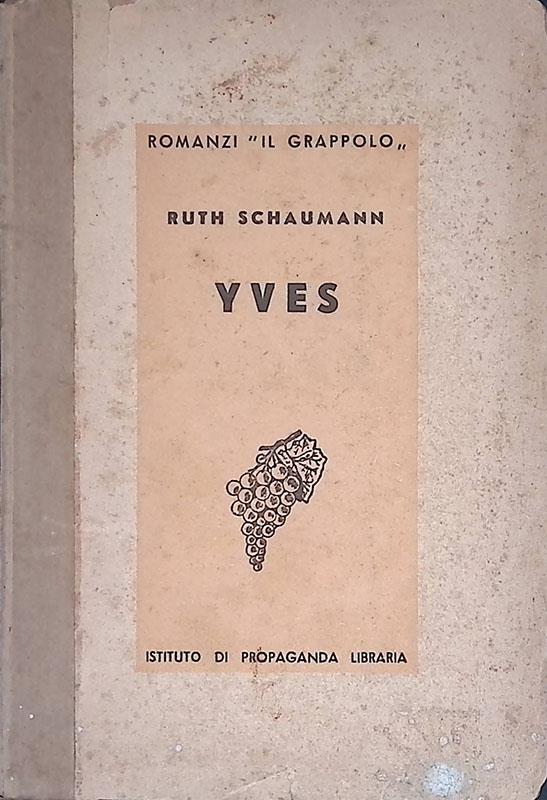 ROMANZI "IL GRAPPOLO„
RUTH SCHAUMANN
YVES
ISTITUTO DI PROPAGANDA LIBRARIA